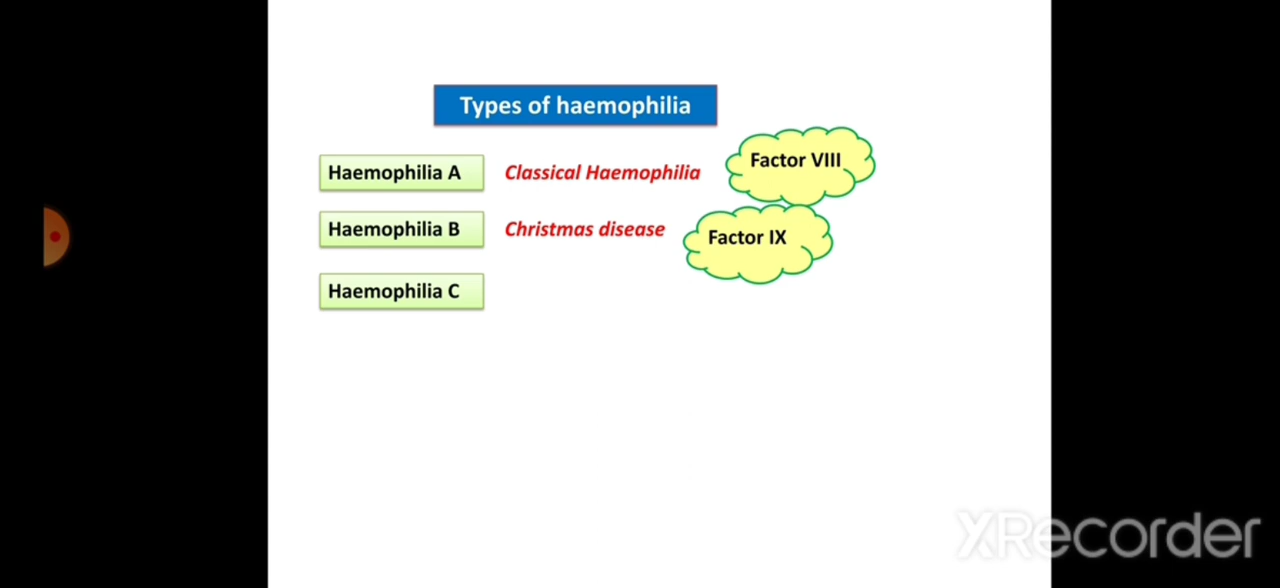 Types of haemophilia
Haemophilia A
Classical Haemophilia
Factor VIII
Haemophilia B
Christmas disease
Factor IX
Haemophilia C
XRecorder